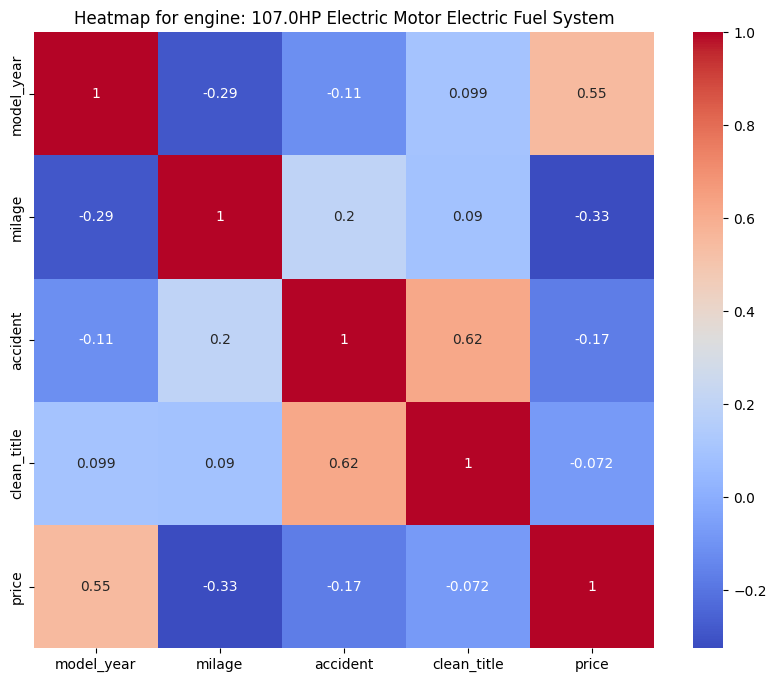 Heatmap for engine: 107.0HP Electric Motor Electric Fuel System
model_year 1 -0.29 -0.11 0.099 0.55
milage -0.29 1 0.2 0.09 -0.33
accident -0.11 0.2 1 0.62 -0.17
clean_title 0.099 0.09 0.62 1 -0.072
price 0.55 -0.33 -0.17 -0.072 1
model_year milage accident clean_title price
1.0
0.8
0.6
0.4
0.2
0.0
−0.2